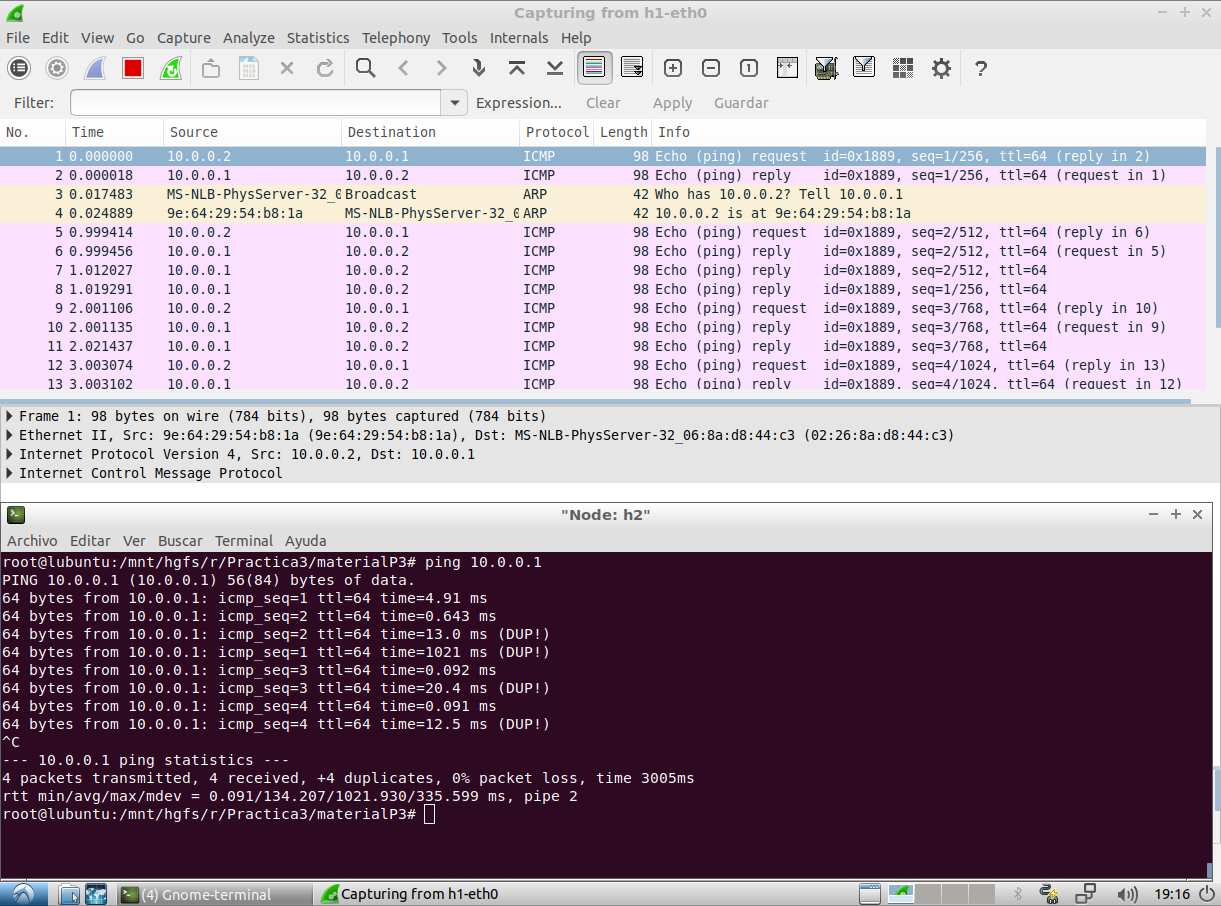 Capturing from h1-eth0
File Edit View Go Capture Analyze Statistics Telephony Tools Internals Help
Filter: Expression... Clear Apply Guardar
No. Time Source Destination Protocol Length Info
1 0.000000 10.0.0.2 10.0.0.1 ICMP 98 Echo (ping) request id=0x1889, seq=1/256, ttl=64 (reply in 2)
2 0.000018 10.0.0.1 10.0.0.2 ICMP 98 Echo (ping) reply id=0x1889, seq=1/256, ttl=64 (request in 1)
3 0.017483 MS-NLB-PhysServer-32_0 Broadcast ARP 42 Who has 10.0.0.2? Tell 10.0.0.1
4 0.024889 9e:64:29:54:b8:1a MS-NLB-PhysServer-32_0 ARP 42 10.0.0.2 is at 9e:64:29:54:b8:1a
5 0.999414 10.0.0.2 10.0.0.1 ICMP 98 Echo (ping) request id=0x1889, seq=2/512, ttl=64 (reply in 6)
6 0.999456 10.0.0.1 10.0.0.2 ICMP 98 Echo (ping) reply id=0x1889, seq=2/512, ttl=64 (request in 5)
7 1.012027 10.0.0.1 10.0.0.2 ICMP 98 Echo (ping) reply id=0x1889, seq=2/512, ttl=64
8 1.019291 10.0.0.1 10.0.0.2 ICMP 98 Echo (ping) reply id=0x1889, seq=1/256, ttl=64
9 2.001106 10.0.0.2 10.0.0.1 ICMP 98 Echo (ping) request id=0x1889, seq=3/768, ttl=64 (reply in 10)
10 2.001135 10.0.0.1 10.0.0.2 ICMP 98 Echo (ping) reply id=0x1889, seq=3/768, ttl=64 (request in 9)
11 2.021437 10.0.0.1 10.0.0.2 ICMP 98 Echo (ping) reply id=0x1889, seq=3/768, ttl=64
12 3.003074 10.0.0.2 10.0.0.1 ICMP 98 Echo (ping) request id=0x1889, seq=4/1024, ttl=64 (reply in 13)
13 3.003102 10.0.0.1 10.0.0.2 ICMP 98 Echo (ping) reply id=0x1889, seq=4/1024, ttl=64 (request in 12)
Frame 1: 98 bytes on wire (784 bits), 98 bytes captured (784 bits)
Ethernet II, Src: 9e:64:29:54:b8:1a (9e:64:29:54:b8:1a), Dst: MS-NLB-PhysServer-32_06:8a:d8:44:c3 (02:26:8a:d8:44:c3)
Internet Protocol Version 4, Src: 10.0.0.2, Dst: 10.0.0.1
Internet Control Message Protocol
"Node: h2"
Archivo Editar Ver Buscar Terminal Ayuda
root@lubuntu:/mnt/hgfs/r/Practica3/materialP3# ping 10.0.0.1
PING 10.0.0.1 (10.0.0.1) 56(84) bytes of data.
64 bytes from 10.0.0.1: icmp_seq=1 ttl=64 time=4.91 ms
64 bytes from 10.0.0.1: icmp_seq=2 ttl=64 time=0.643 ms
64 bytes from 10.0.0.1: icmp_seq=2 ttl=64 time=13.0 ms (DUP!)
64 bytes from 10.0.0.1: icmp_seq=1 ttl=64 time=1021 ms (DUP!)
64 bytes from 10.0.0.1: icmp_seq=3 ttl=64 time=0.092 ms
64 bytes from 10.0.0.1: icmp_seq=3 ttl=64 time=20.4 ms (DUP!)
64 bytes from 10.0.0.1: icmp_seq=4 ttl=64 time=0.091 ms
64 bytes from 10.0.0.1: icmp_seq=4 ttl=64 time=12.5 ms (DUP!)
^C
--- 10.0.0.1 ping statistics ---
4 packets transmitted, 4 received, +4 duplicates, 0% packet loss, time 3005ms
rtt min/avg/max/mdev = 0.091/134.207/1021.930/335.599 ms, pipe 2
root@lubuntu:/mnt/hgfs/r/Practica3/materialP3#
(4) Gnome-terminal Capturing from h1-eth0 19:16